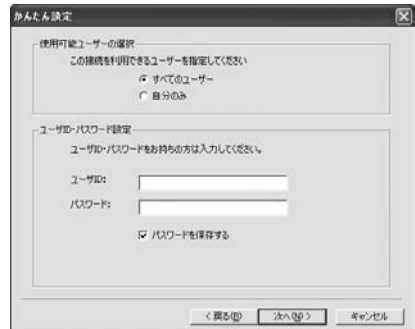 かんたん設定
使用可能ユーザーの選択
この接続を利用できるユーザーを指定してください
すべてのユーザー
自分のみ
ユーザID・パスワード設定
ユーザID・パスワードをお持ちの方は入力してください。
ユーザID:
パスワード:
パスワードを保存する
< 戻る(B)
次へ(N) >
キャンセル